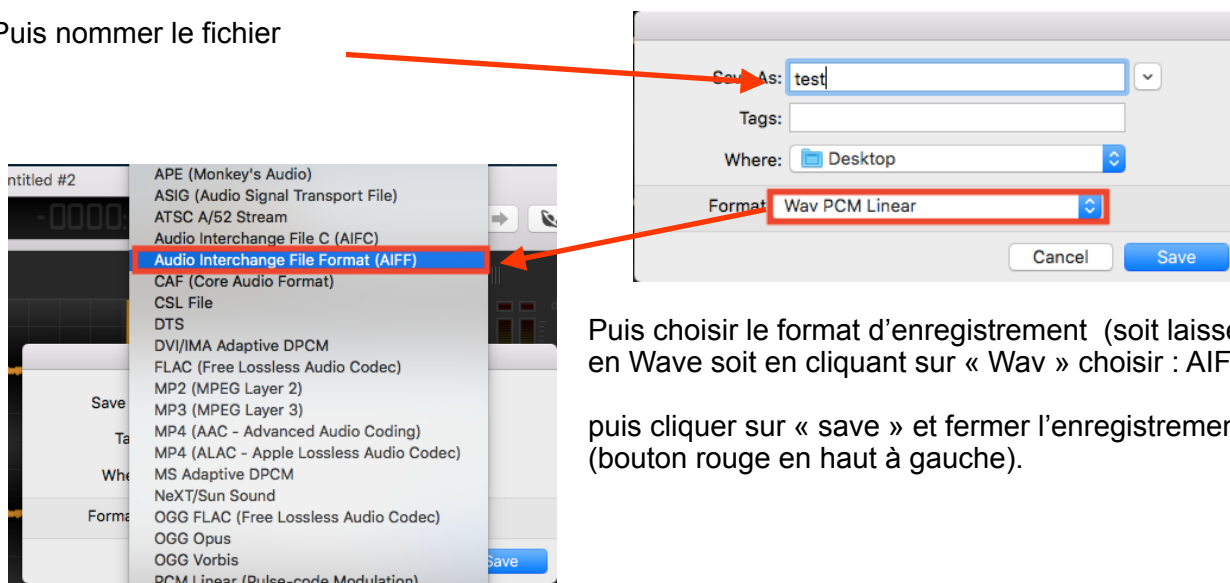 Puis nommer le fichier
Save As: test
Tags:
Where: Desktop
Format Wav PCM Linear
Cancel Save
ntitled #2
-0000:
APE (Monkey's Audio)
ASIG (Audio Signal Transport File)
ATSC A/52 Stream
Audio Interchange File C (AIFC)
Audio Interchange File Format (AIFF)
CAF (Core Audio Format)
CSL File
DTS
DVI/IMA Adaptive DPCM
FLAC (Free Lossless Audio Codec)
MP2 (MPEG Layer 2)
MP3 (MPEG Layer 3)
MP4 (AAC - Advanced Audio Coding)
MP4 (ALAC - Apple Lossless Audio Codec)
MS Adaptive DPCM
NeXT/Sun Sound
OGG FLAC (Free Lossless Audio Codec)
OGG Opus
OGG Vorbis
PCM Linear (Pulse-code Modulation)
Save
Ta
Whe
Forma
Save
Puis choisir le format d'enregistrement (soit laisse
en Wave soit en cliquant sur « Wav » choisir : AIF
puis cliquer sur « save » et fermer l'enregistremen
(bouton rouge en haut à gauche).